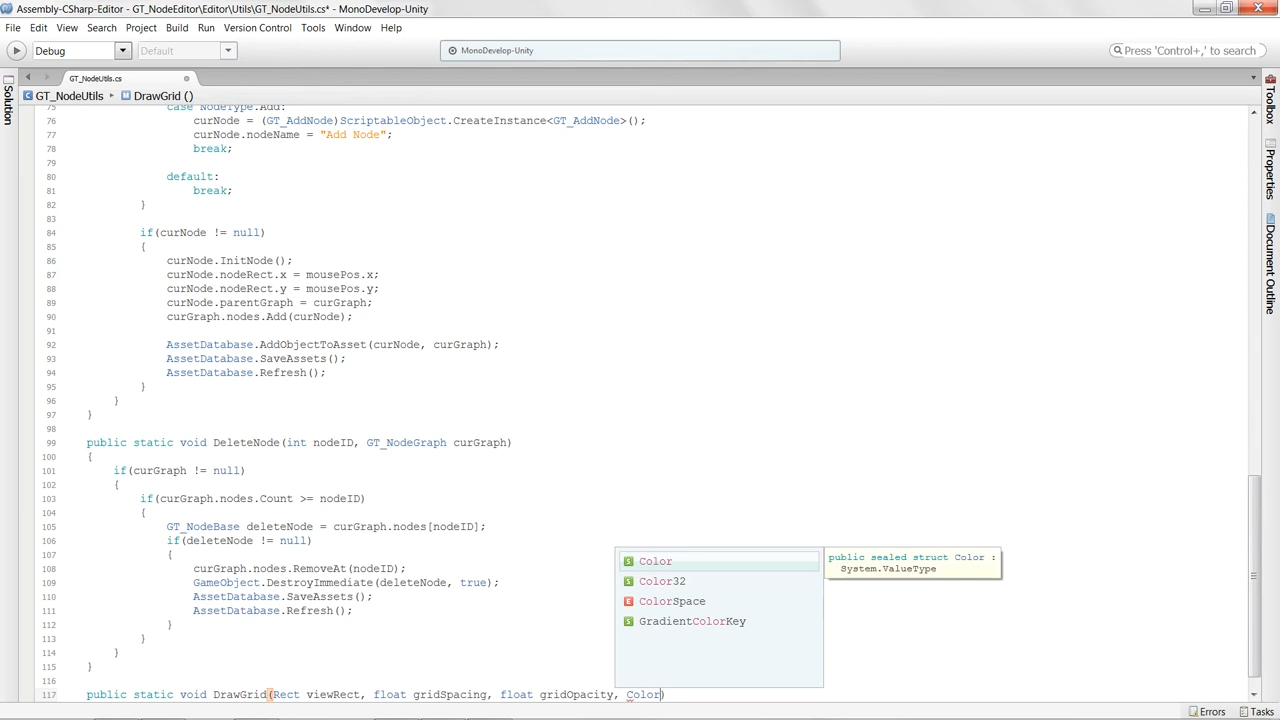 Assembly-CSharp-Editor - GT_NodeEditor\Editor\Utils\GT_NodeUtils.cs* - MonoDevelop-Unity
File Edit View Search Project Build Run Version Control Tools Window Help
Debug Default MonoDevelop-Unity Press 'Control+,' to search
GT_NodeUtils.cs
GT_NodeUtils DrawGrid ()
Solution
Toolbox
Properties
Document Outline
75 case NodeType.Add:
76 curNode = (GT_AddNode)ScriptableObject.CreateInstance<GT_AddNode>();
77 curNode.nodeName = "Add Node";
78 break;
79
80 default:
81 break;
82 }
83
84 if(curNode != null)
85 {
86 curNode.InitNode();
87 curNode.nodeRect.x = mousePos.x;
88 curNode.nodeRect.y = mousePos.y;
89 curNode.parentGraph = curGraph;
90 curGraph.nodes.Add(curNode);
91
92 AssetDatabase.AddObjectToAsset(curNode, curGraph);
93 AssetDatabase.SaveAssets();
94 AssetDatabase.Refresh();
95 }
96 }
97 }
98
99 public static void DeleteNode(int nodeID, GT_NodeGraph curGraph)
100 {
101 if(curGraph != null)
102 {
103 if(curGraph.nodes.Count >= nodeID)
104 {
105 GT_NodeBase deleteNode = curGraph.nodes[nodeID];
106 if(deleteNode != null)
107 {
108 curGraph.nodes.RemoveAt(nodeID);
109 GameObject.DestroyImmediate(deleteNode, true);
110 AssetDatabase.SaveAssets();
111 AssetDatabase.Refresh();
112 }
113 }
114 }
115 }
116
117 public static void DrawGrid(Rect viewRect, float gridSpacing, float gridOpacity, Color)
Color
Color32
ColorSpace
GradientColorKey
public sealed struct Color :
System.ValueType
Errors Tasks